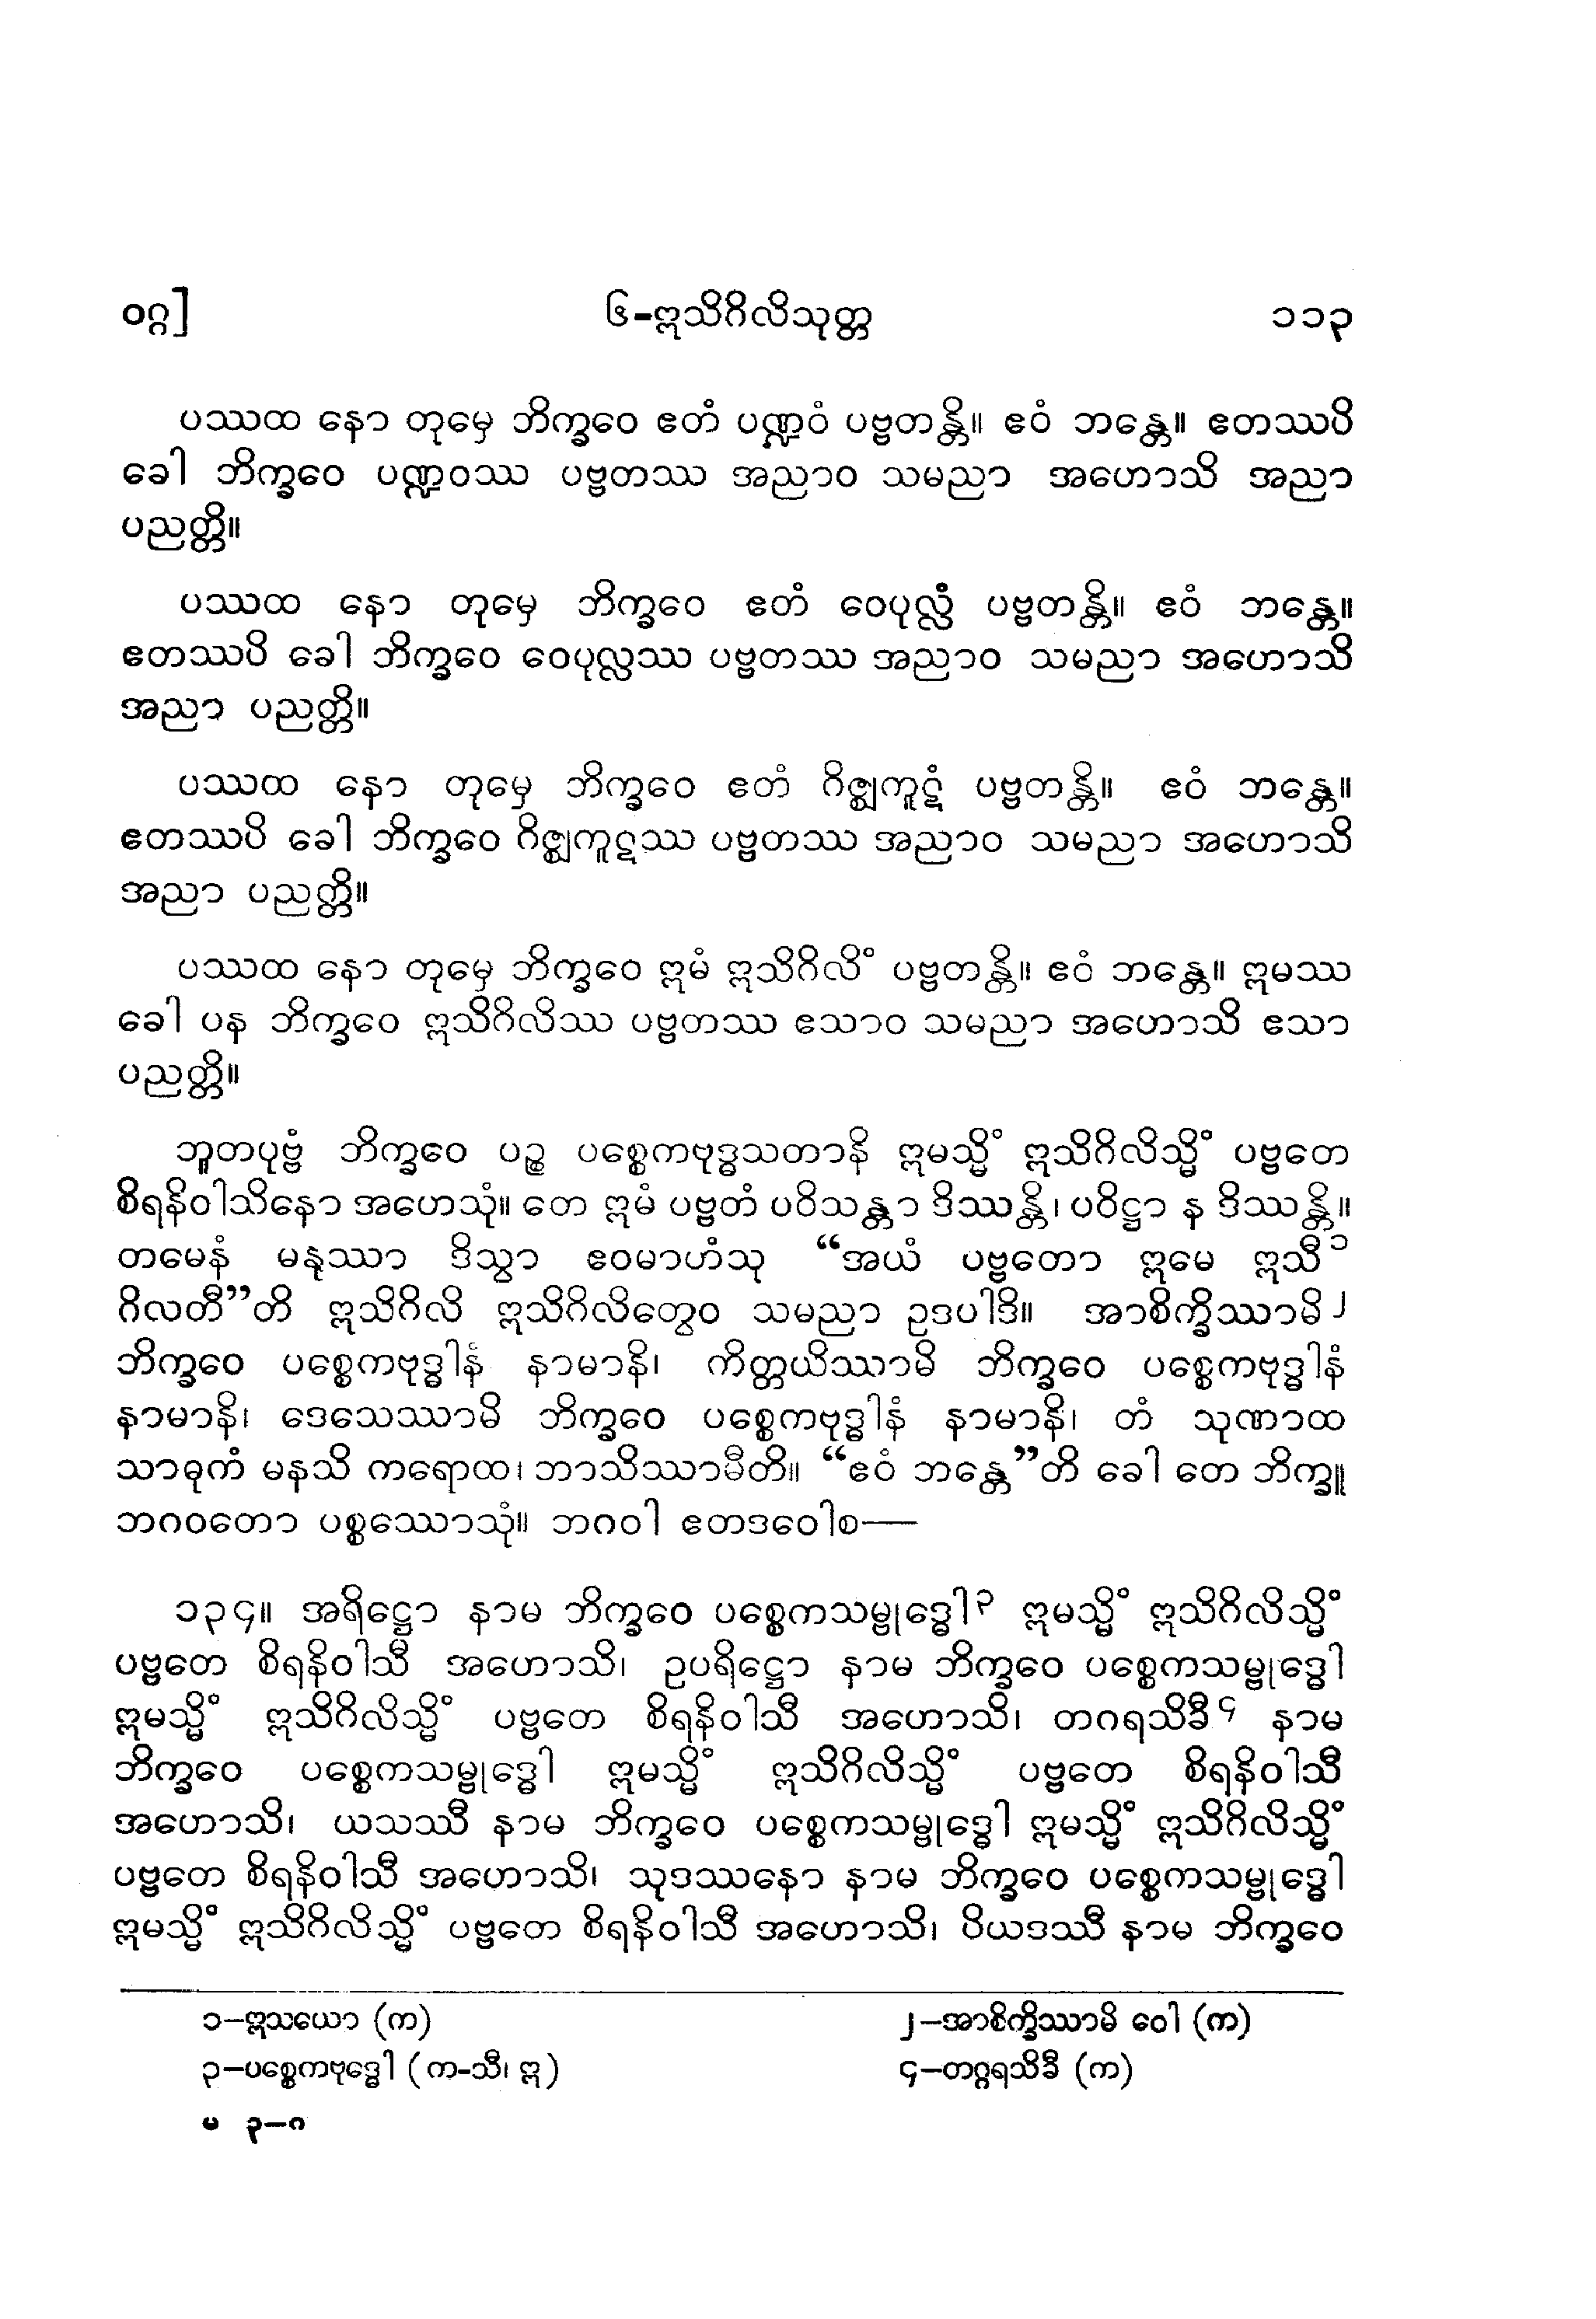 ဝဂ္ဂ] ၆-ဣသိဂိလိသုတ္တ ၁၁၃
ပဿထ နော တုမှေ ဘိက္ခဝေ ဧတံ ပဏ္ဍဝံ ပဗ္ဗတန္တိ။ ဧဝံ ဘန္တေ။ ဧတဿပိ
ခေါ ဘိက္ခဝေ ပဏ္ဍဝဿ ပဗ္ဗတဿ အညာဝ သမညာ အဟောသိ အညာ
ပညတ္တိ။
ပဿထ နော တုမှေ ဘိက္ခဝေ ဧတံ ဝေပုလ္လံ ပဗ္ဗတန္တိ။ ဧဝံ ဘန္တေ။
ဧတဿပိ ခေါ ဘိက္ခဝေ ဝေပုလ္လဿ ပဗ္ဗတဿ အညာဝ သမညာ အဟောသိ
အညာ ပညတ္တိ။
ပဿထ နော တုမှေ ဘိက္ခဝေ ဧတံ ဂိဇ္ဈကူဋံ ပဗ္ဗတန္တိ။ ဧဝံ ဘန္တေ။
ဧတဿပိ ခေါ ဘိက္ခဝေ ဂိဇ္ဈကူဋဿ ပဗ္ဗတဿ အညာဝ သမညာ အဟောသိ
အညာ ပညတ္တိ။
ပဿထ နော တုမှေ ဘိက္ခဝေ ဣမံ ဣသိဂိလိံ ပဗ္ဗတန္တိ။ ဧဝံ ဘန္တေ။ ဣမဿ
ခေါ ပန ဘိက္ခဝေ ဣသိဂိလိဿ ပဗ္ဗတဿ ဧသာဝ သမညာ အဟောသိ ဧသာ
ပညတ္တိ။
ဘူတပုဗ္ဗံ ဘိက္ခဝေ ပဉ္စ ပစ္စေကဗုဒ္ဓသတာနိ ဣမသ္မိံ ဣသိဂိလိသ္မိံ ပဗ္ဗတေ
စိရနိဝါသိနော အဟေသုံ။ တေ ဣမံ ပဗ္ဗတံ ပဝိသန္တာ ဒိဿန္တိ၊ ပဝိဋ္ဌာ န ဒိဿန္တိ။
တမေနံ မနုဿာ ဒိသွာ ဧဝမာဟံသု “အယံ ပဗ္ဗတော ဣမေ ဣသီ ၁
ဂိလတီ”တိ ဣသိဂိလိ ဣသိဂိလိတွေဝ သမညာ ဥဒပါဒိ။ အာစိက္ခိဿာမိ ၂
ဘိက္ခဝေ ပစ္စေကဗုဒ္ဓါနံ နာမာနိ၊ ကိတ္တယိဿာမိ ဘိက္ခဝေ ပစ္စေကဗုဒ္ဓါနံ
နာမာနိ၊ ဒေသေဿာမိ ဘိက္ခဝေ ပစ္စေကဗုဒ္ဓါနံ နာမာနိ၊ တံ သုဏာထ
သာဓုကံ မနသိ ကရောထ၊ ဘာသိဿာမီတိ။ “ဧဝံ ဘန္တေ”တိ ခေါ တေ ဘိက္ခူ
ဘဂဝတော ပစ္စဿောသုံ။ ဘဂဝါ ဧတဒဝေါစ—
၁၃၄။ အရိဋ္ဌော နာမ ဘိက္ခဝေ ပစ္စေကသမ္ဗုဒ္ဓေါ ၃ ဣမသ္မိံ ဣသိဂိလိသ္မိံ
ပဗ္ဗတေ စိရနိဝါသီ အဟောသိ၊ ဥပရိဋ္ဌော နာမ ဘိက္ခဝေ ပစ္စေကသမ္ဗုဒ္ဓေါ
ဣမသ္မိံ ဣသိဂိလိသ္မိံ ပဗ္ဗတေ စိရနိဝါသီ အဟောသိ၊ တဂရသိခီ ၄ နာမ
ဘိက္ခဝေ ပစ္စေကသမ္ဗုဒ္ဓေါ ဣမသ္မိံ ဣသိဂိလိသ္မိံ ပဗ္ဗတေ စိရနိဝါသီ
အဟောသိ၊ ယသဿီ နာမ ဘိက္ခဝေ ပစ္စေကသမ္ဗုဒ္ဓေါ ဣမသ္မိံ ဣသိဂိလိသ္မိံ
ပဗ္ဗတေ စိရနိဝါသီ အဟောသိ၊ သုဒဿနော နာမ ဘိက္ခဝေ ပစ္စေကသမ္ဗုဒ္ဓေါ
ဣမသ္မိံ ဣသိဂိလိသ္မိံ ပဗ္ဗတေ စိရနိဝါသီ အဟောသိ၊ ပိယဒဿီ နာမ ဘိက္ခဝေ
၁—ဣသယော (က) ၂—အာစိက္ခိဿာမိ ဝေါ (က)
၃—ပစ္စေကဗုဒ္ဓေါ (က-သီ၊ ဣ) ၄—တဂ္ဂရသိခီ (က)
မ ၃—ဂ